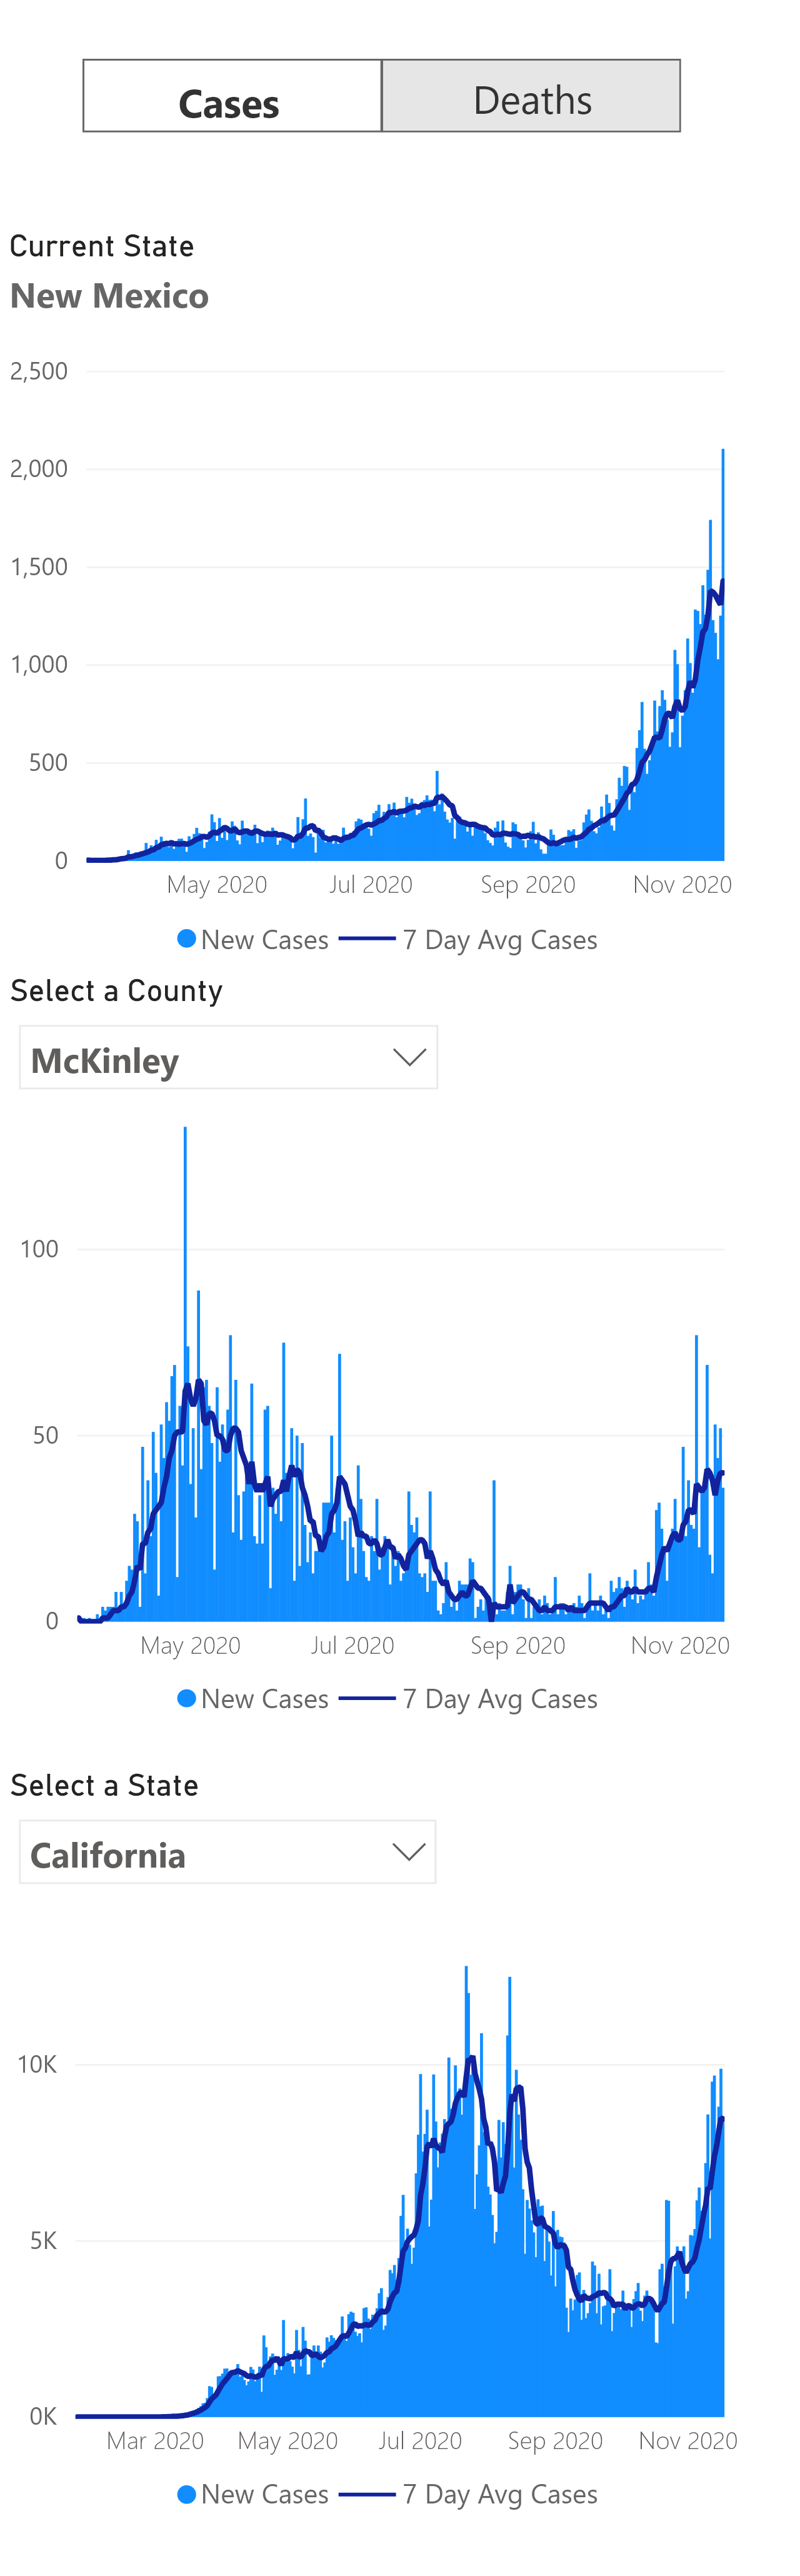 Cases Deaths
Current State
New Mexico
2,500
2,000
1,500
1,000
500
0
May 2020 Jul 2020 Sep 2020 Nov 2020
New Cases 7 Day Avg Cases
Select a County
McKinley
100
50
0
May 2020 Jul 2020 Sep 2020 Nov 2020
New Cases 7 Day Avg Cases
Select a State
California
10K
5K
0K
Mar 2020 May 2020 Jul 2020 Sep 2020 Nov 2020
New Cases 7 Day Avg Cases